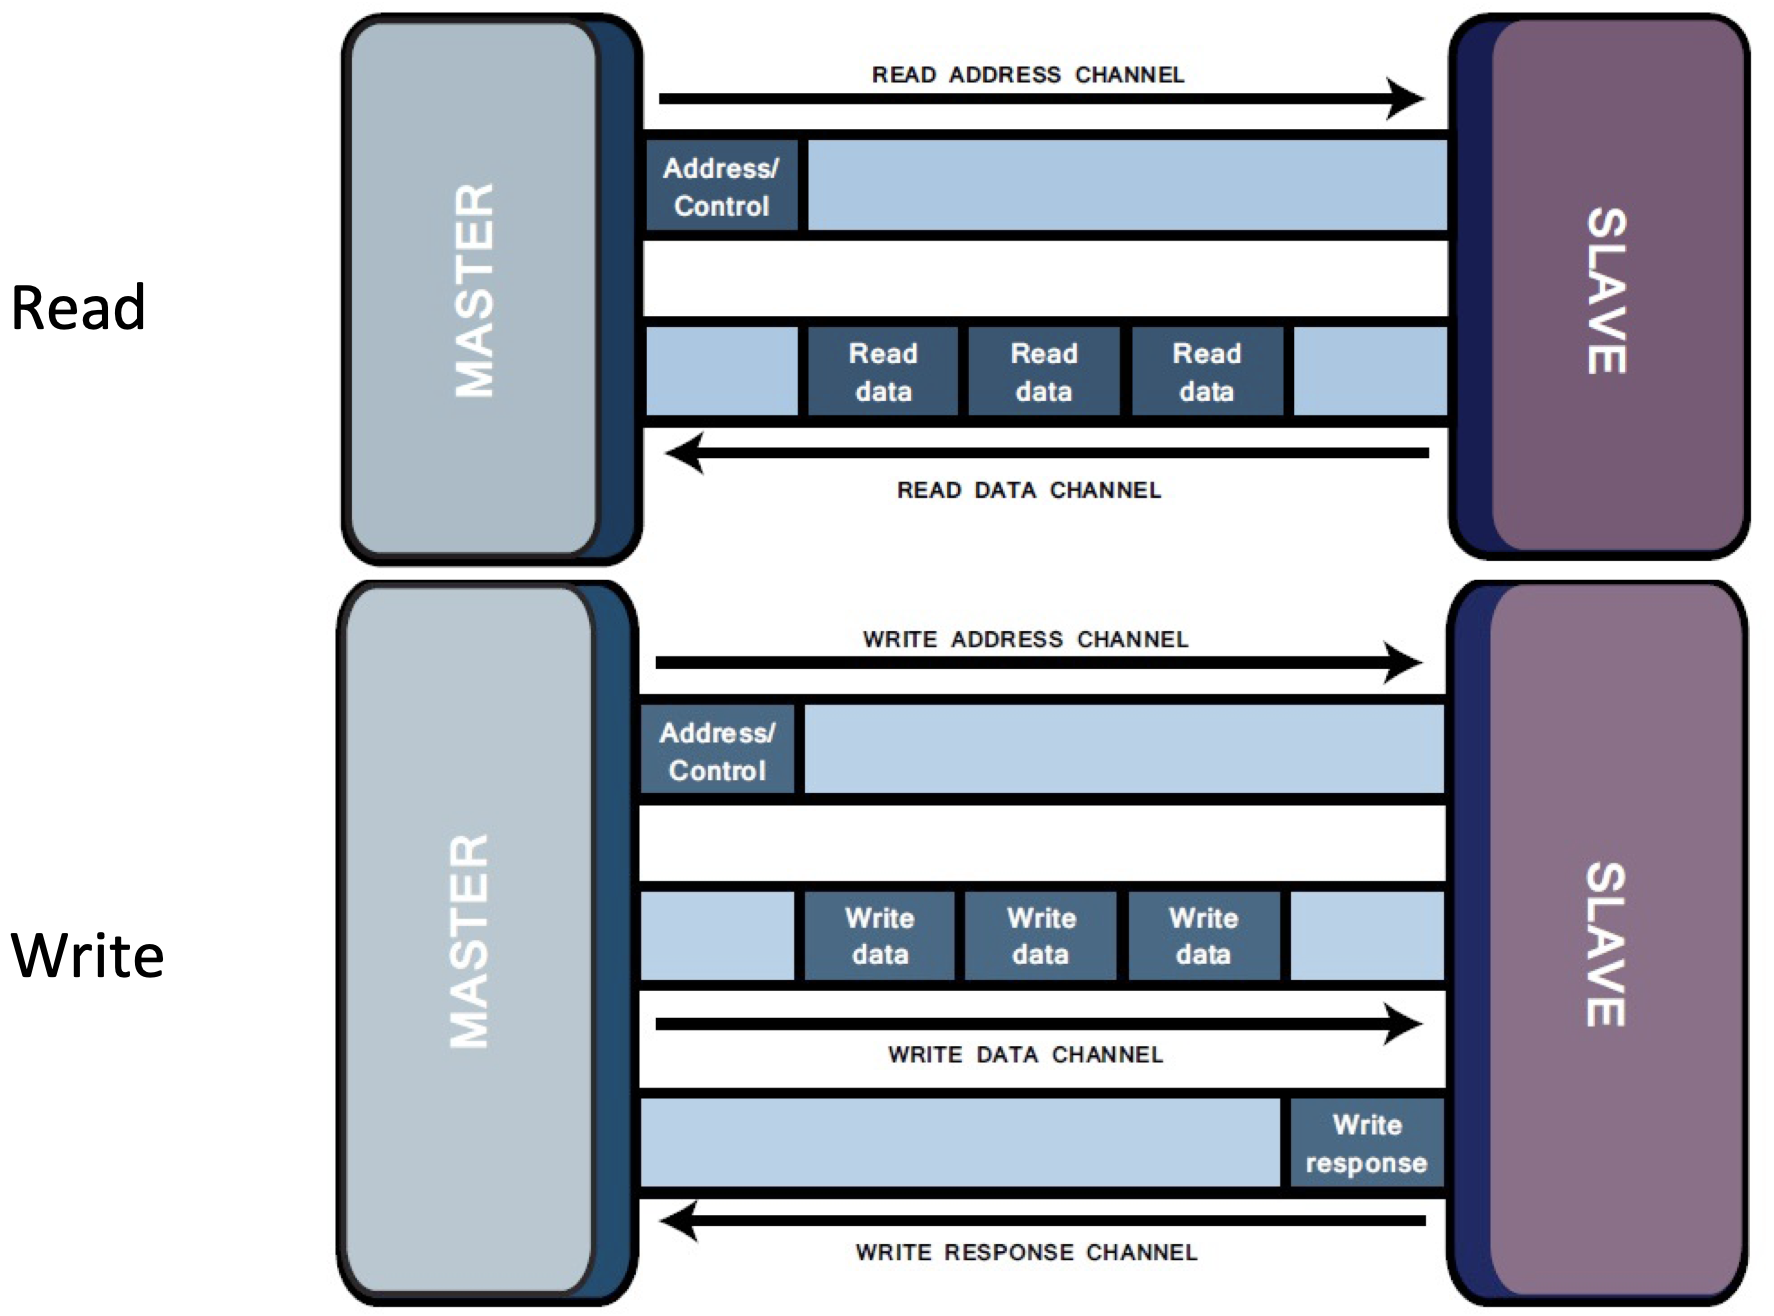 Read
MASTER
READ ADDRESS CHANNEL
Address/
Control
Read
data
Read
data
Read
data
READ DATA CHANNEL
SLAVE
Write
MASTER
WRITE ADDRESS CHANNEL
Address/
Control
Write
data
Write
data
Write
data
WRITE DATA CHANNEL
Write
response
WRITE RESPONSE CHANNEL
SLAVE